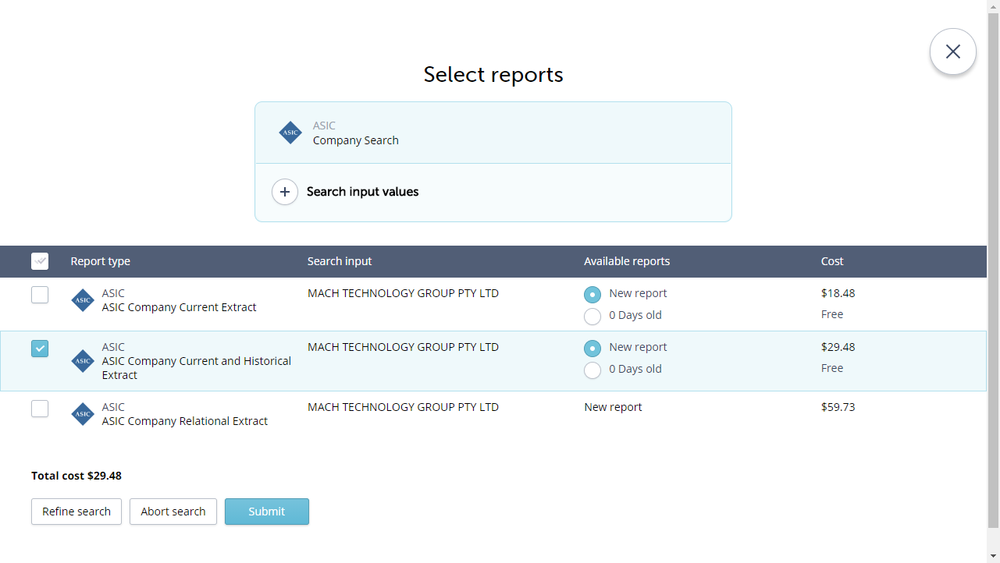 Select reports
ASIC
ASIC
Company Search
Search input values
Report type Search input Available reports Cost
ASIC MACH TECHNOLOGY GROUP PTY LTD New report $18.48
ASIC
ASIC Company Current Extract
0 Days old Free
ASIC MACH TECHNOLOGY GROUP PTY LTD New report $29.48
ASIC
ASIC Company Current and Historical
Extract
0 Days old Free
ASIC MACH TECHNOLOGY GROUP PTY LTD New report $59.73
ASIC
ASIC Company Relational Extract
Total cost $29.48
Refine search Abort search Submit